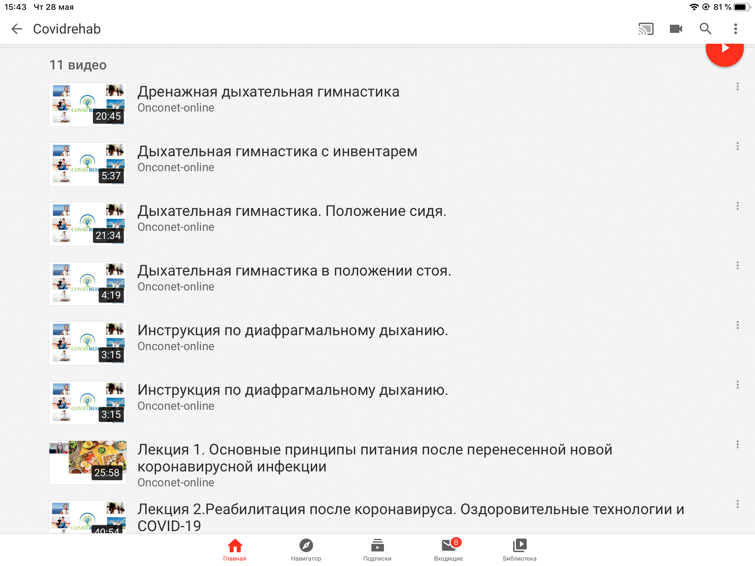 15:43 Чт 28 мая
81 %
Covidrehab
11 видео
Дренажная дыхательная гимнастика
Onconet-online
20:45
Дыхательная гимнастика с инвентарем
Onconet-online
5:37
Дыхательная гимнастика. Положение сидя.
Onconet-online
21:34
Дыхательная гимнастика в положении стоя.
Onconet-online
4:19
Инструкция по диафрагмальному дыханию.
Onconet-online
3:15
Инструкция по диафрагмальному дыханию.
Onconet-online
3:15
Лекция 1. Основные принципы питания после перенесенной новой
коронавирусной инфекции
Onconet-online
25:58
Лекция 2.Реабилитация после коронавируса. Оздоровительные технологии и
COVID-19
40:54
8
Главная
Навигатор
Подписки
Входящие
Библиотека